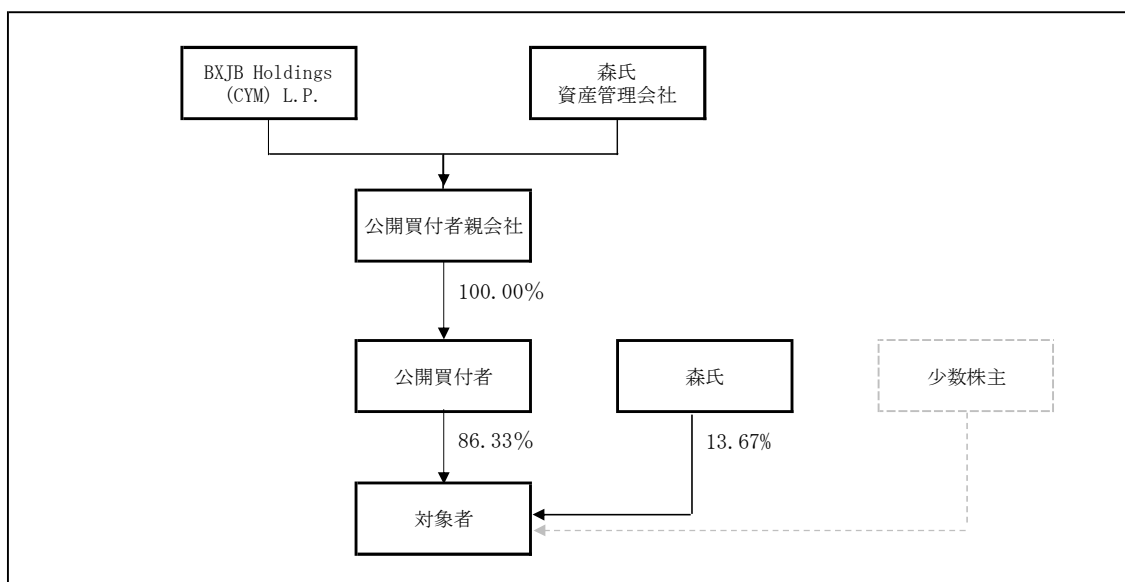 BXJB Holdings
(CYM) L.P.
森氏
資産管理会社
公開買付者親会社
100.00%
公開買付者
森氏
少数株主
86.33%
13.67%
対象者